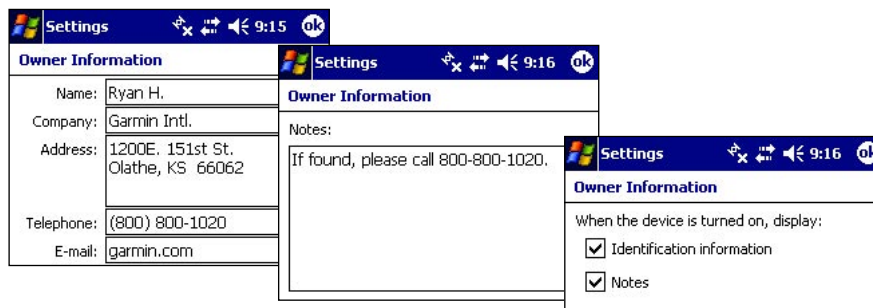 Settings 9:15 ok
Owner Information
Name: Ryan H.
Company: Garmin Intl.
Address: 1200E. 151st St.
Olathe, KS 66062
Telephone: (800) 800-1020
E-mail: garmin.com
Settings 9:16 ok
Owner Information
Notes:
If found, please call 800-800-1020.
Settings 9:16 ok
Owner Information
When the device is turned on, display:
Identification information
Notes